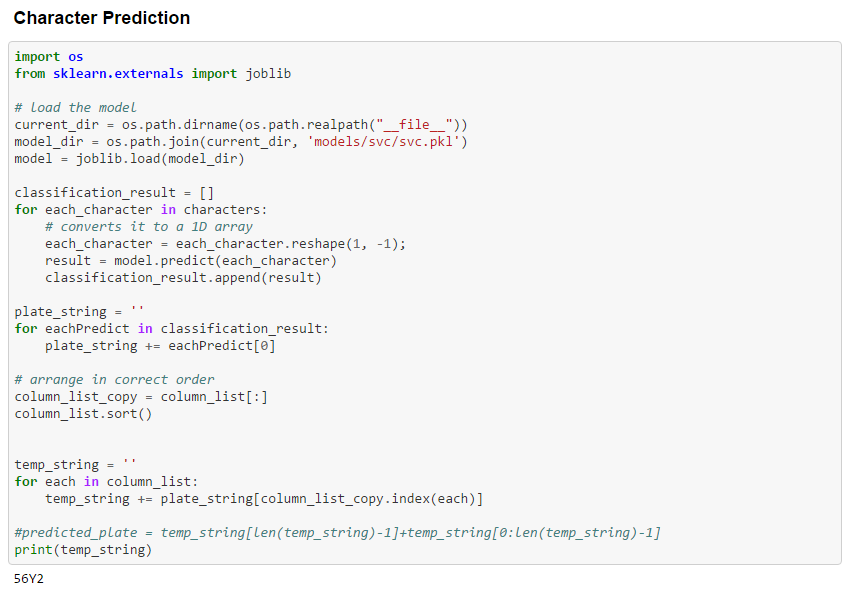 Character Prediction
import os
from sklearn.externals import joblib
# load the model
current_dir = os.path.dirname(os.path.realpath("__file__"))
model_dir = os.path.join(current_dir, 'models/svc/svc.pkl')
model = joblib.load(model_dir)
classification_result = []
for each_character in characters:
    # converts it to a 1D array
    each_character = each_character.reshape(1, -1);
    result = model.predict(each_character)
    classification_result.append(result)
plate_string = ''
for eachPredict in classification_result:
    plate_string += eachPredict[0]
# arrange in correct order
column_list_copy = column_list[:]
column_list.sort()
temp_string = ''
for each in column_list:
    temp_string += plate_string[column_list_copy.index(each)]
#predicted_plate = temp_string[len(temp_string)-1]+temp_string[0:len(temp_string)-1]
print(temp_string)
56Y2